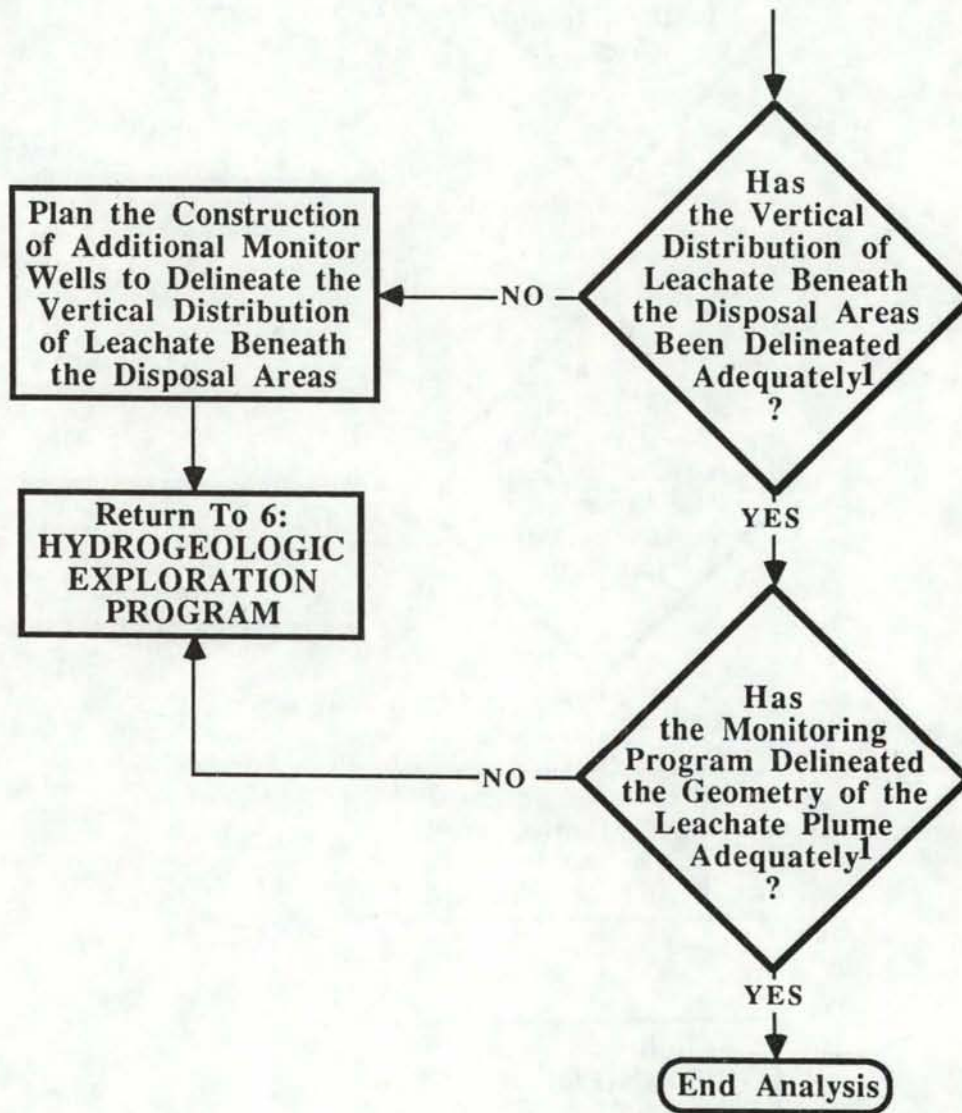 Has
the Vertical
Distribution of
Leachate Beneath
the Disposal Areas
Been Delineated
Adequately1
?
NO
Plan the Construction
of Additional Monitor
Wells to Delineate the
Vertical Distribution
of Leachate Beneath
the Disposal Areas
Return To 6:
HYDROGEOLOGIC
EXPLORATION
PROGRAM
YES
Has
the Monitoring
Program Delineated
the Geometry of the
Leachate Plume
Adequately1
?
NO
YES
End Analysis